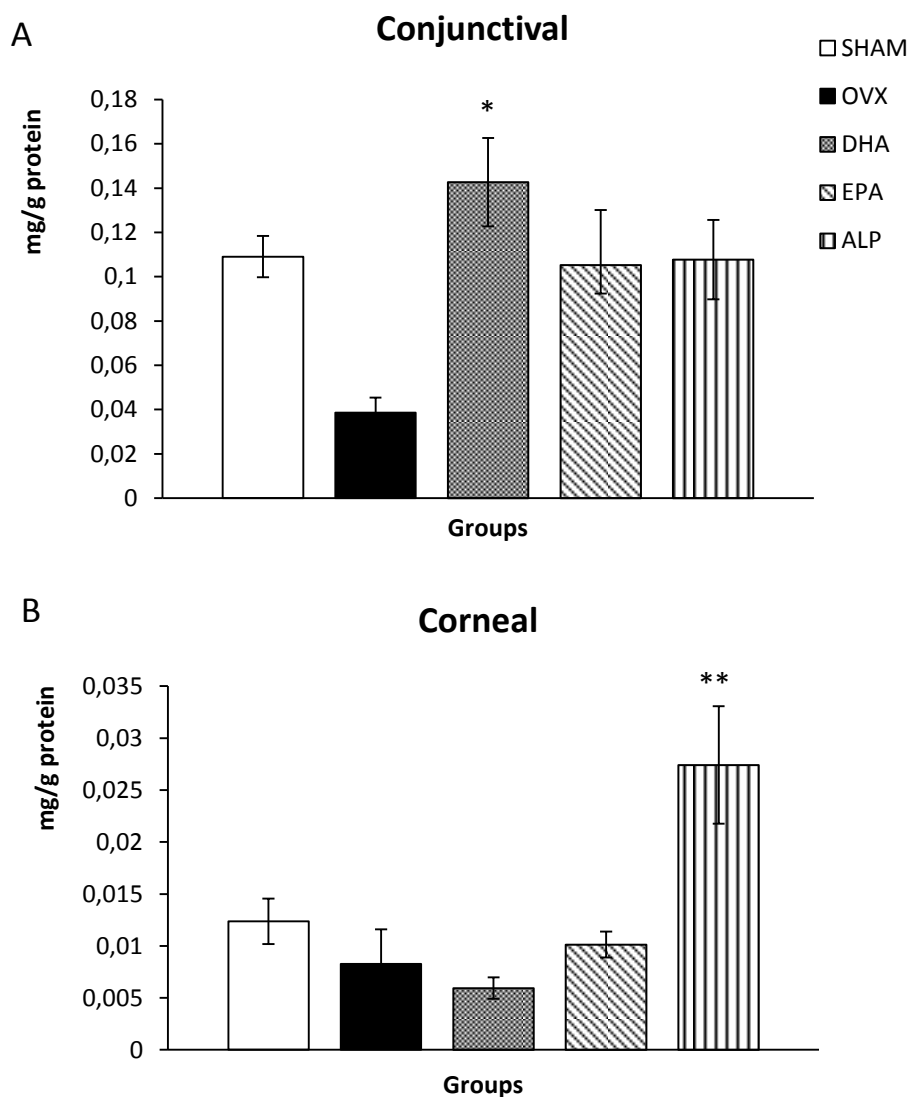 A
Conjunctival
SHAM
OVX
DHA
EPA
ALP
mg/g protein
0,18
0,16
0,14
0,12
0,1
0,08
0,06
0,04
0,02
0
*
Groups
B
Corneal
mg/g protein
0,035
0,03
0,025
0,02
0,015
0,01
0,005
0
**
Groups